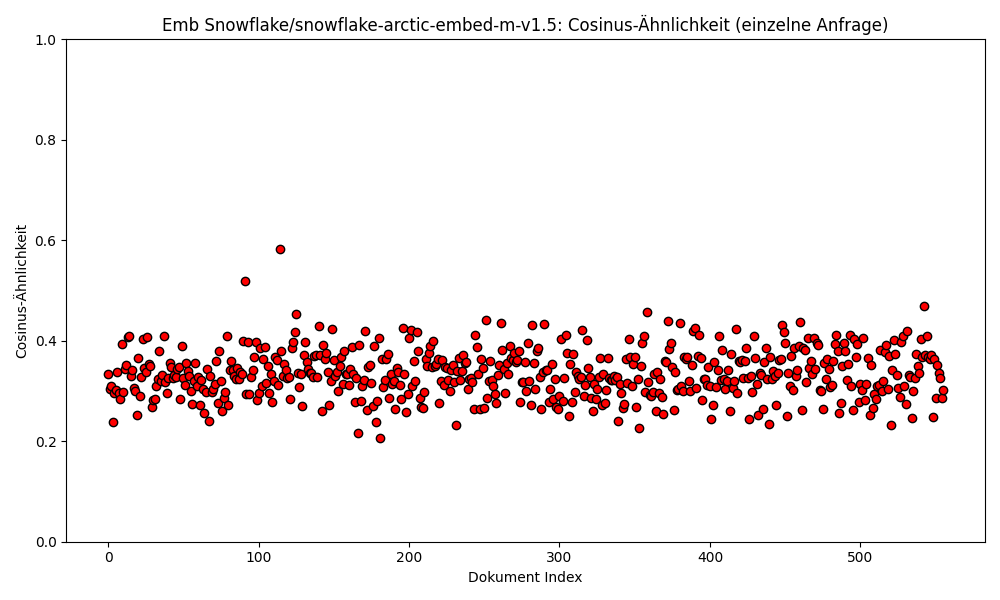 Emb Snowflake/snowflake-arctic-embed-m-v1.5: Cosinus-Ähnlichkeit (einzelne Anfrage)
1.0
0.8
0.6
0.4
0.2
0.0
Cosinus-Ähnlichkeit
0 100 200 300 400 500
Dokument Index